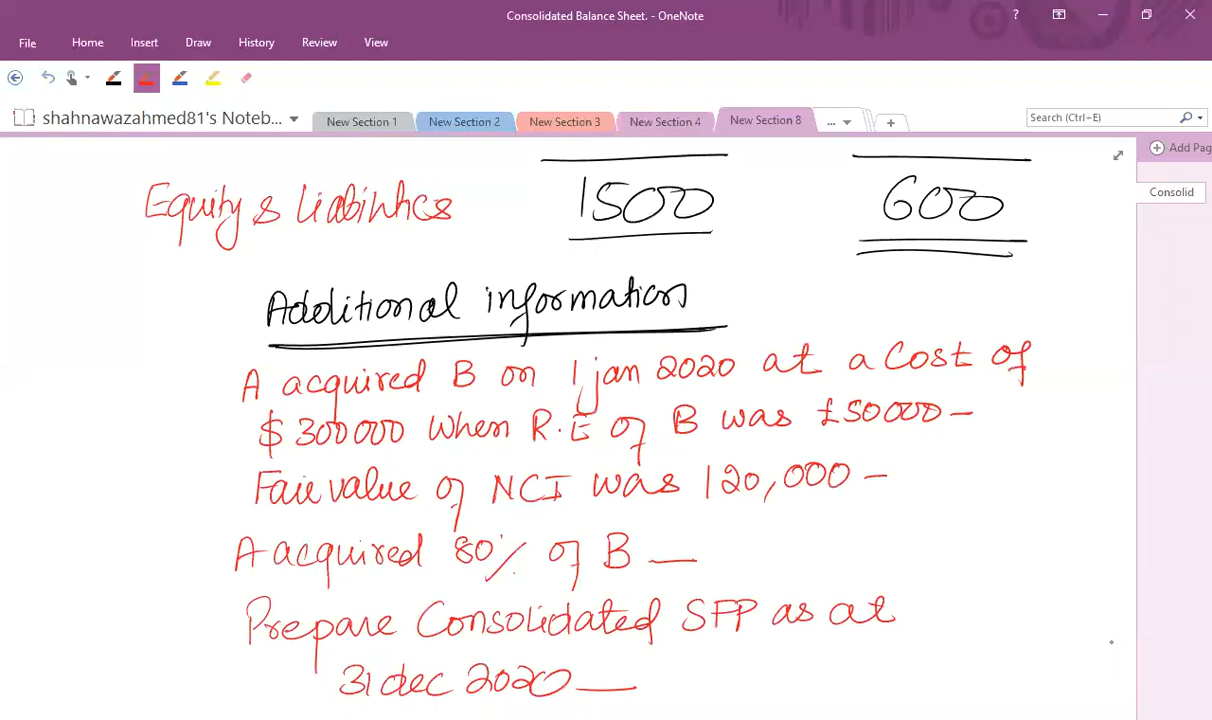 Consolidated Balance Sheet. - OneNote
?
File Home Insert Draw History Review View
shahnawazahmed81's Noteb... New Section 1 New Section 2 New Section 3 New Section 4 New Section 8 ... + Search (Ctrl+E)
Add Pag
Consolid
Equity & Liabilities 1500 600
Additional information
A acquired B on 1 jan 2020 at a Cost of
$ 300000 When R.E of B was £50000 -
Fair value of NCI was 120,000 -
A acquired 80% of B -
Prepare Consolidated SFP as at
31 dec 2020 -